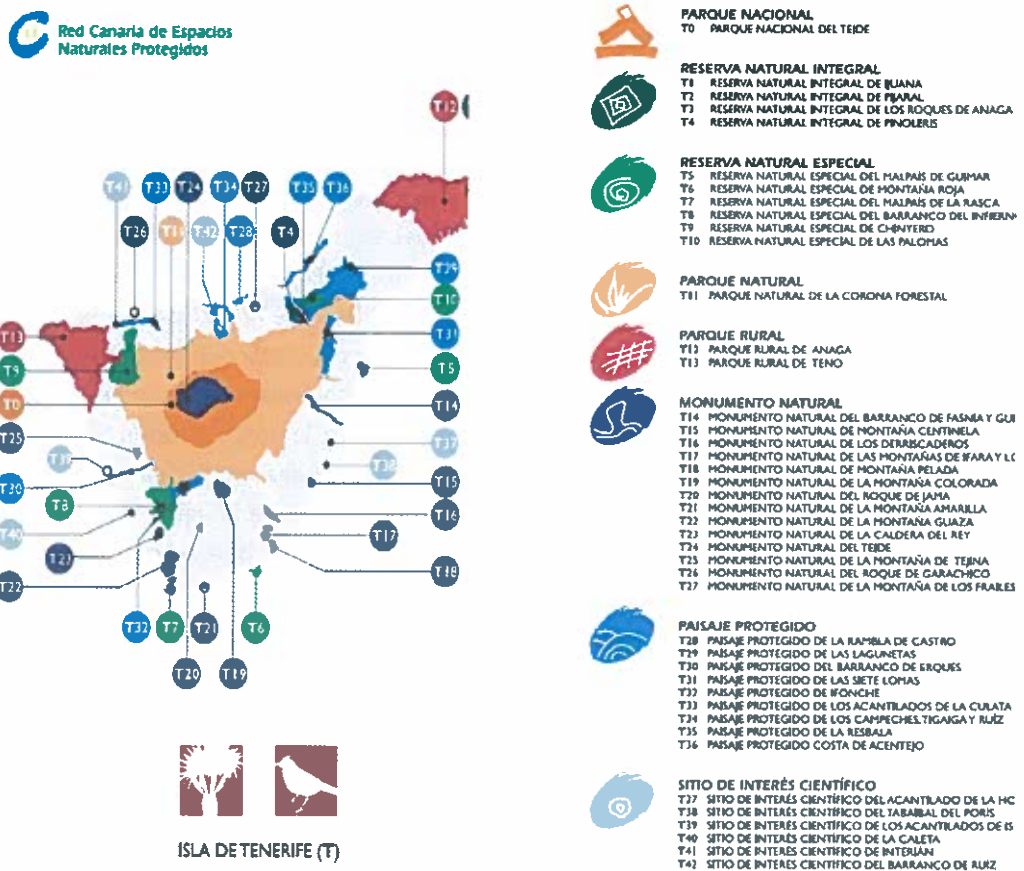 Red Canaria de Espacios
Naturales Protegidos
T12
T41
T33
T24
T34
T27
T35
T36
T26
T11
T42
T28
T4
T29
T10
T13
T31
T9
T5
T0
T14
T25
T37
T39
T38
T30
T15
T8
T16
T40
T17
T23
T18
T22
T32
T7
T21
T6
T20
T19
ISLA DE TENERIFE (T)
PARQUE NACIONAL
T0 PARQUE NACIONAL DEL TEIDE
RESERVA NATURAL INTEGRAL
T1 RESERVA NATURAL INTEGRAL DE IJUANA
T2 RESERVA NATURAL INTEGRAL DE PIJARAL
T3 RESERVA NATURAL INTEGRAL DE LOS ROQUES DE ANAGA
T4 RESERVA NATURAL INTEGRAL DE PINOLERIS
RESERVA NATURAL ESPECIAL
T5 RESERVA NATURAL ESPECIAL DEL MALPAÍS DE GUIMAR
T6 RESERVA NATURAL ESPECIAL DE MONTAÑA ROJA
T7 RESERVA NATURAL ESPECIAL DEL MALPAÍS DE LA RASCA
T8 RESERVA NATURAL ESPECIAL DEL BARRANCO DEL INFIERN
T9 RESERVA NATURAL ESPECIAL DE CHINYERO
T10 RESERVA NATURAL ESPECIAL DE LAS PALOMAS
PARQUE NATURAL
T11 PARQUE NATURAL DE LA CORONA FORESTAL
PARQUE RURAL
T12 PARQUE RURAL DE ANAGA
T13 PARQUE RURAL DE TENO
MONUMENTO NATURAL
T14 MONUMENTO NATURAL DEL BARRANCO DE FASNIA Y GUI
T15 MONUMENTO NATURAL DE MONTAÑA CENTINELA
T16 MONUMENTO NATURAL DE LOS DERRISCADEROS
T17 MONUMENTO NATURAL DE LAS MONTAÑAS DE IFARA Y LO
T18 MONUMENTO NATURAL DE MONTAÑA PELADA
T19 MONUMENTO NATURAL DE LA MONTAÑA COLORADA
T20 MONUMENTO NATURAL DEL ROQUE DE JAMA
T21 MONUMENTO NATURAL DE LA MONTAÑA AMARILLA
T22 MONUMENTO NATURAL DE LA MONTAÑA GUAZA
T23 MONUMENTO NATURAL DE LA CALDERA DEL REY
T24 MONUMENTO NATURAL DEL TEIDE
T25 MONUMENTO NATURAL DE LA MONTAÑA DE TEJINA
T26 MONUMENTO NATURAL DEL ROQUE DE GARACHICO
T27 MONUMENTO NATURAL DE LA MONTAÑA DE LOS FRAILES
PAISAJE PROTEGIDO
T28 PAISAJE PROTEGIDO DE LA RAMBLA DE CASTRO
T29 PAISAJE PROTEGIDO DE LAS LAGUNETAS
T30 PAISAJE PROTEGIDO DEL BARRANCO DE ERQUES
T31 PAISAJE PROTEGIDO DE LAS SIETE LOMAS
T32 PAISAJE PROTEGIDO DE IFONCHE
T33 PAISAJE PROTEGIDO DE LOS ACANTILADOS DE LA CULATA
T34 PAISAJE PROTEGIDO DE LOS CAMPECHES, TIGAIGA Y RUÍZ
T35 PAISAJE PROTEGIDO DE LA RESBALA
T36 PAISAJE PROTEGIDO COSTA DE ACENTEJO
SITIO DE INTERÉS CIENTÍFICO
T37 SITIO DE INTERÉS CIENTÍFICO DEL ACANTILADO DE LA HO
T38 SITIO DE INTERÉS CIENTÍFICO DEL TABAIBAL DEL PORÍS
T39 SITIO DE INTERÉS CIENTÍFICO DE LOS ACANTILADOS DE IS
T40 SITIO DE INTERÉS CIENTÍFICO DE LA CALETA
T41 SITIO DE INTERÉS CIENTÍFICO DE INTERIÁN
T42 SITIO DE INTERÉS CIENTÍFICO DEL BARRANCO DE RUÍZ